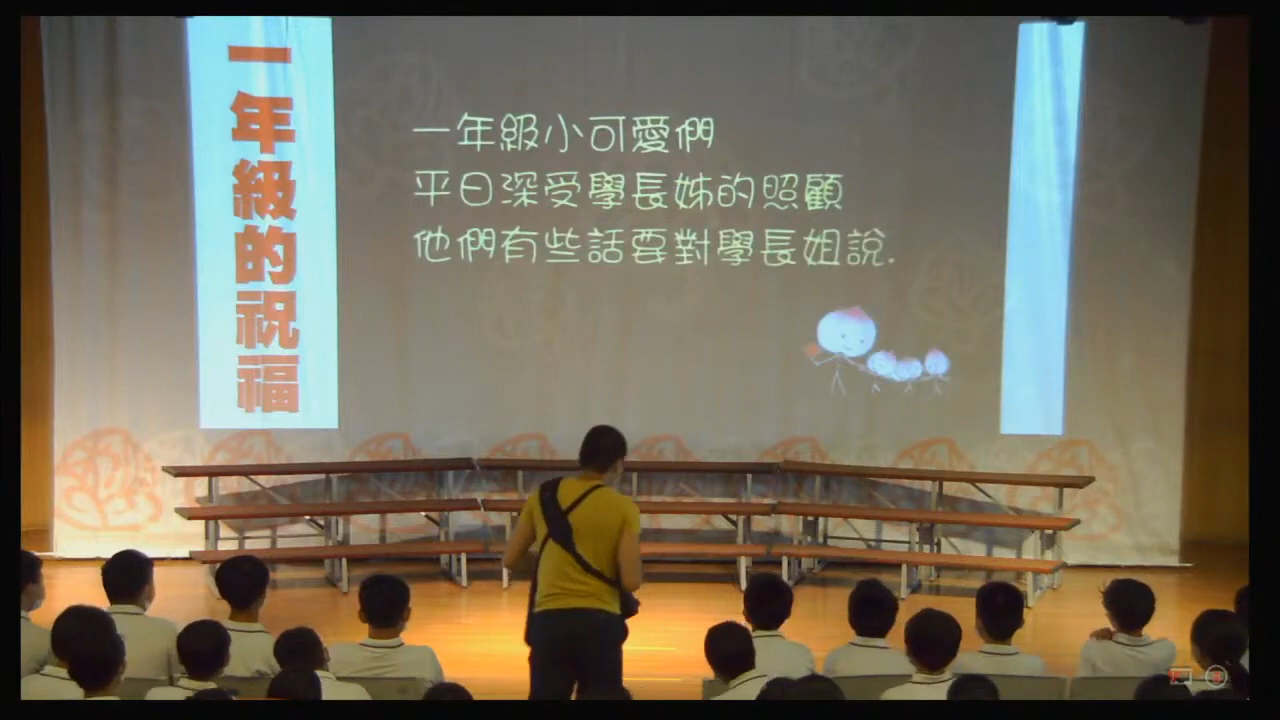 一年級的祝福
一年級小可愛們
平日深受學長姊的照顧
他們有些話要對學長姐說.